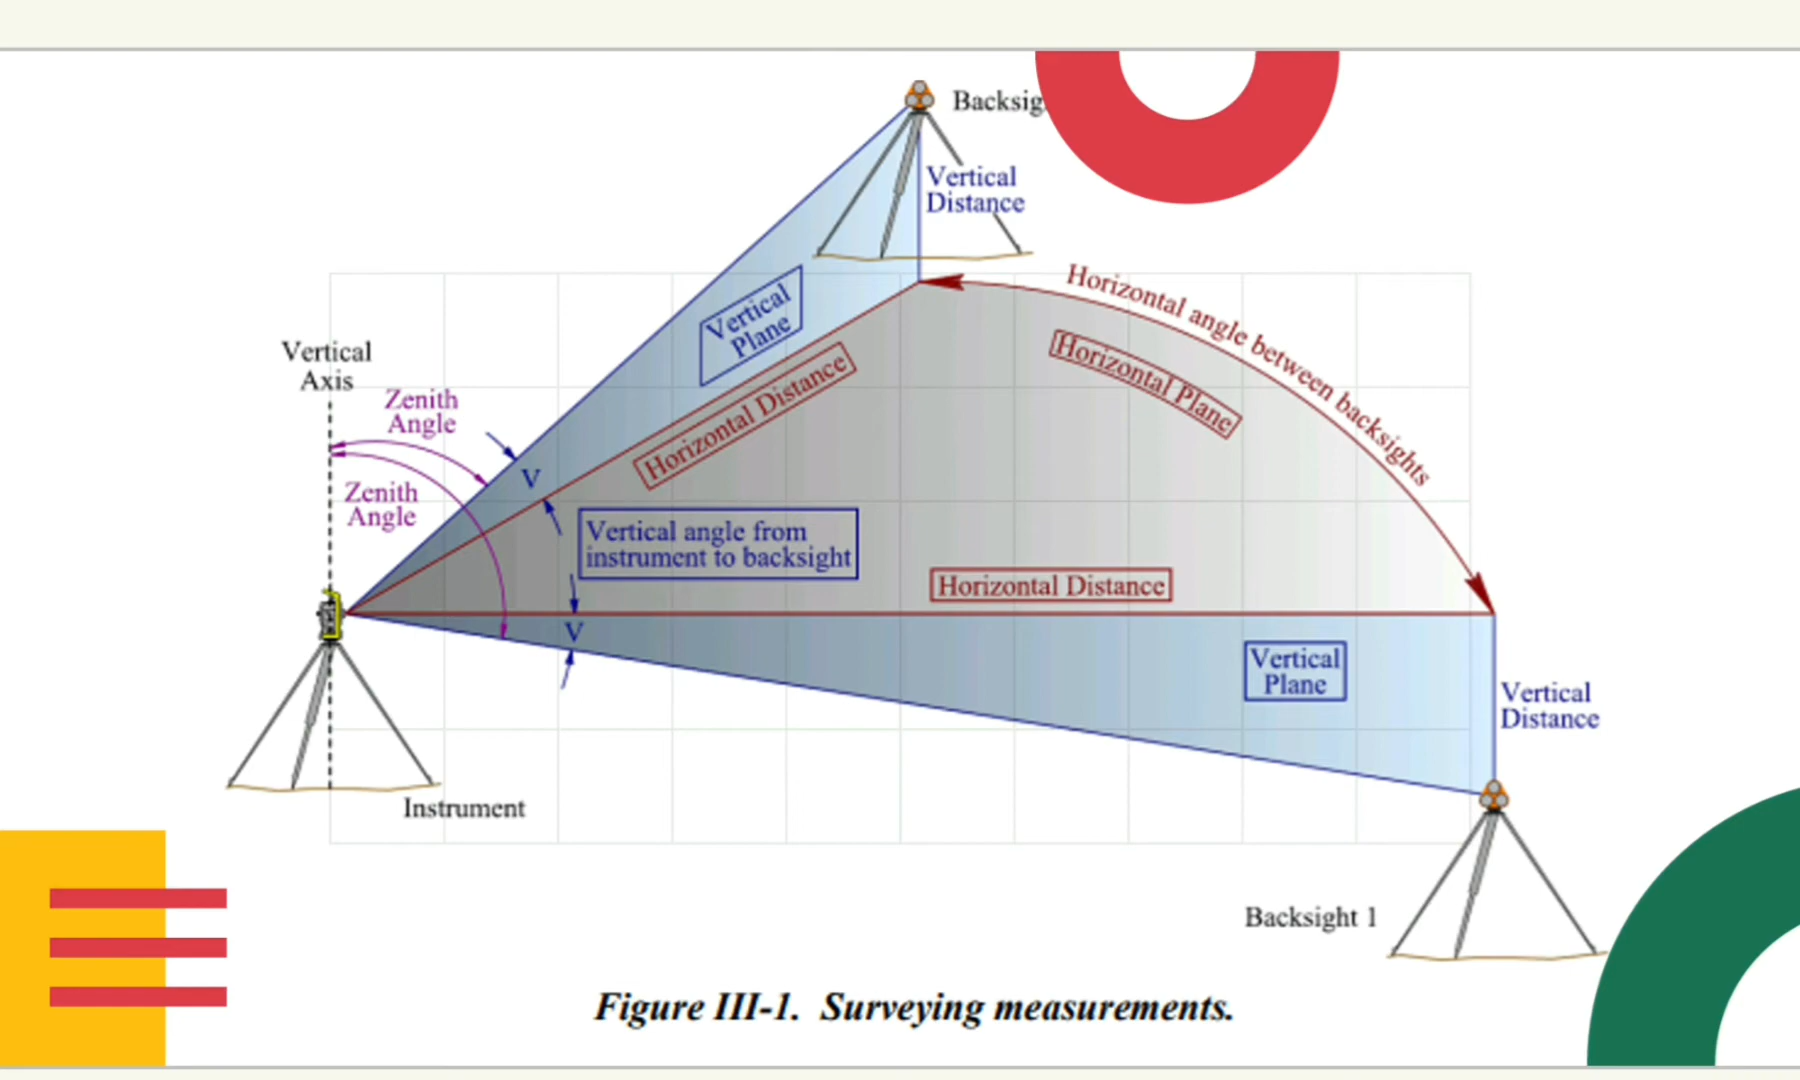 Backsig
Vertical
Distance
Horizontal angle between backsights
Vertical
Plane
Horizontal Plane
Vertical
Axis
Horizontal Distance
Zenith
Angle
V
Zenith
Angle
Vertical angle from
instrument to backsight
Horizontal Distance
V
Vertical
Plane
Vertical
Distance
Instrument
Backsight 1
Figure III-1. Surveying measurements.